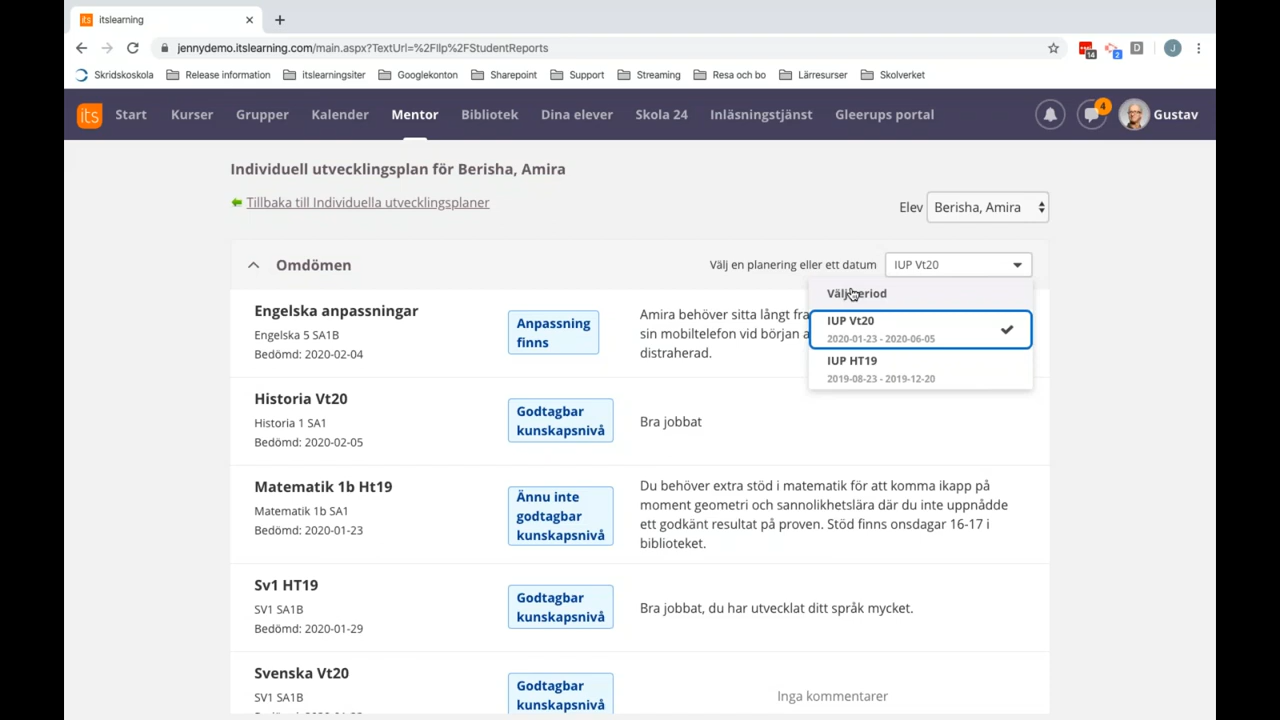 its itslearning
jennydemo.itslearning.com/main.aspx?TextUrl=%2FIlp%2FStudentReports
14 2 D J
Skridskoskola Release information itslearningsiter Googlekonton Sharepoint Support Streaming Resa och bo Lärresurser Skolverket
its Start Kurser Grupper Kalender Mentor Bibliotek Dina elever Skola 24 Inläsningstjänst Gleerups portal 4 Gustav
Individuell utvecklingsplan för Berisha, Amira
Tillbaka till Individuella utvecklingsplaner
Elev Berisha, Amira
Omdömen
Välj en planering eller ett datum IUP Vt20
Välj period
IUP Vt20
2020-01-23 - 2020-06-05
IUP HT19
2019-08-23 - 2019-12-20
Engelska anpassningar
Engelska 5 SA1B
Bedömd: 2020-02-04
Anpassning
finns
Amira behöver sitta långt fra
sin mobiltelefon vid början a
distraherad.
Historia Vt20
Historia 1 SA1
Bedömd: 2020-02-05
Godtagbar
kunskapsnivå
Bra jobbat
Matematik 1b Ht19
Matematik 1b SA1
Bedömd: 2020-01-23
Ännu inte
godtagbar
kunskapsnivå
Du behöver extra stöd i matematik för att komma ikapp på
moment geometri och sannolikhetslära där du inte uppnådde
ett godkänt resultat på proven. Stöd finns onsdagar 16-17 i
biblioteket.
Sv1 HT19
SV1 SA1B
Bedömd: 2020-01-29
Godtagbar
kunskapsnivå
Bra jobbat, du har utvecklat ditt språk mycket.
Svenska Vt20
SV1 SA1B
Godtagbar
kunskapsnivå
Inga kommentarer